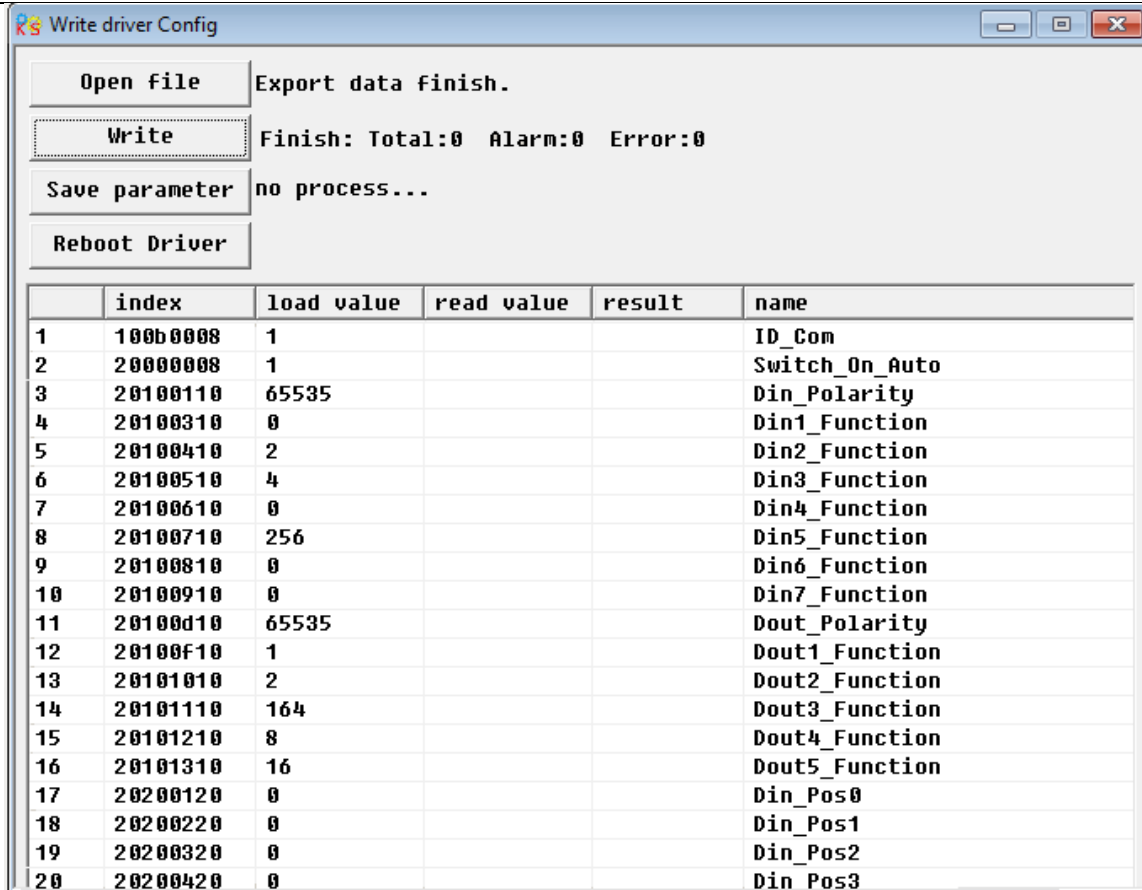 Write driver Config
Open file Export data finish.
Write Finish: Total:0 Alarm:0 Error:0
Save parameter no process...
Reboot Driver
index load value read value result name
1 100b0008 1 ID_Com
2 20000008 1 Switch_On_Auto
3 20100110 65535 Din_Polarity
4 20100310 0 Din1_Function
5 20100410 2 Din2_Function
6 20100510 4 Din3_Function
7 20100610 0 Din4_Function
8 20100710 256 Din5_Function
9 20100810 0 Din6_Function
10 20100910 0 Din7_Function
11 20100d10 65535 Dout_Polarity
12 20100f10 1 Dout1_Function
13 20101010 2 Dout2_Function
14 20101110 164 Dout3_Function
15 20101210 8 Dout4_Function
16 20101310 16 Dout5_Function
17 20200120 0 Din_Pos0
18 20200220 0 Din_Pos1
19 20200320 0 Din_Pos2
20 20200420 0 Din_Pos3